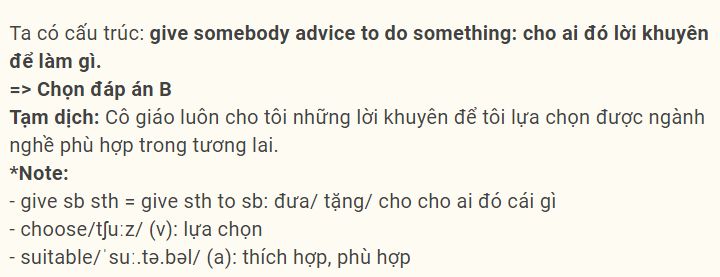 Ta có cấu trúc: give somebody advice to do something: cho ai đó lời khuyên
để làm gì.
=> Chọn đáp án B
Tạm dịch: Cô giáo luôn cho tôi những lời khuyên để tôi lựa chọn được ngành
nghề phù hợp trong tương lai.
*Note:
- give sb sth = give sth to sb: đưa/ tặng/ cho cho ai đó cái gì
- choose/tʃuːz/ (v): lựa chọn
- suitable/ˈsuː.tə.bəl/ (a): thích hợp, phù hợp